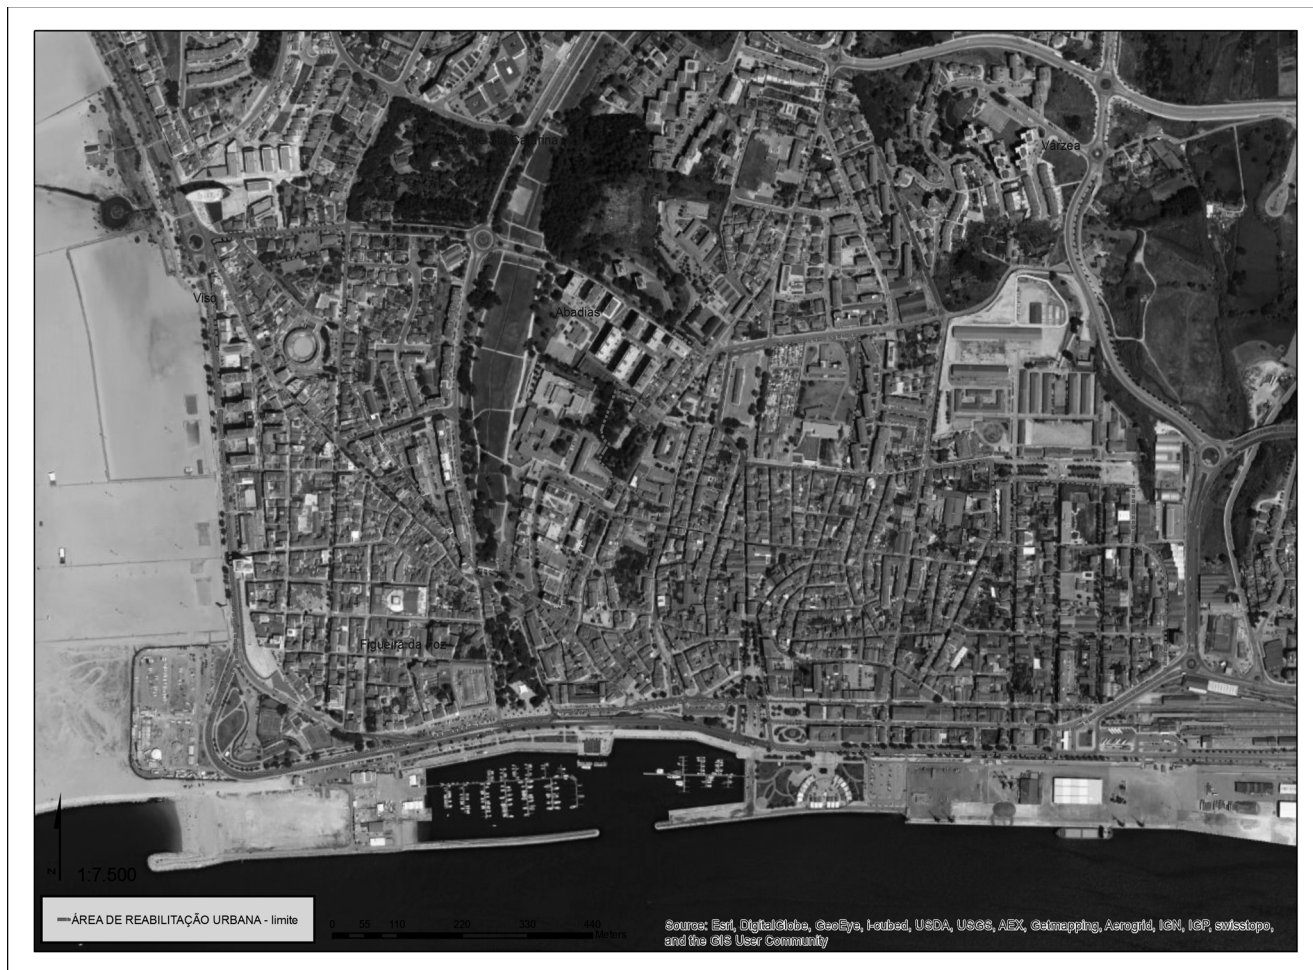 Várzea
Viso
Abadias
Figueira da Foz
N
1:7.500
ÁREA DE REABILITAÇÃO URBANA - limite
0 55 110 220 330 440
Meters
Source: Esri, DigitalGlobe, GeoEye, i-cubed, USDA, USGS, AEX, Getmapping, Aerogrid, IGN, IGP, swisstopo,
and the GIS User Community